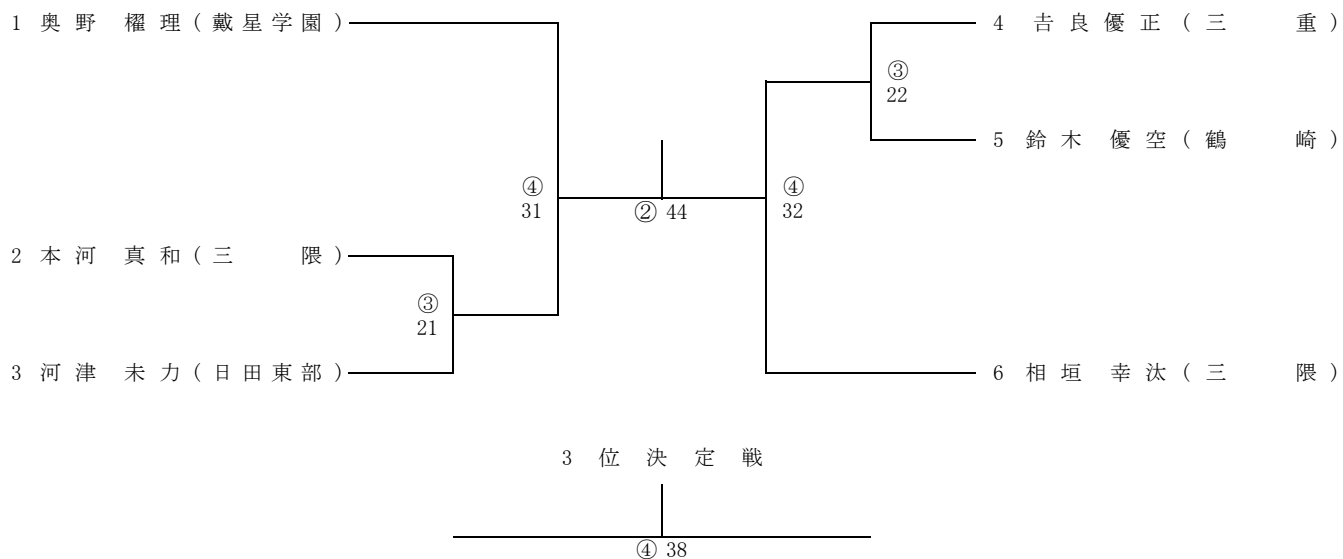 1 奥野 櫂理(戴星学園)
4 吉良優正(三重)
③
22
5 鈴木 優空(鶴崎)
④
31
② 44
④
32
2 本河 真和(三隈)
③
21
3 河津 未力(日田東部)
6 相垣 幸汰(三隈)
3位決定戦
④ 38